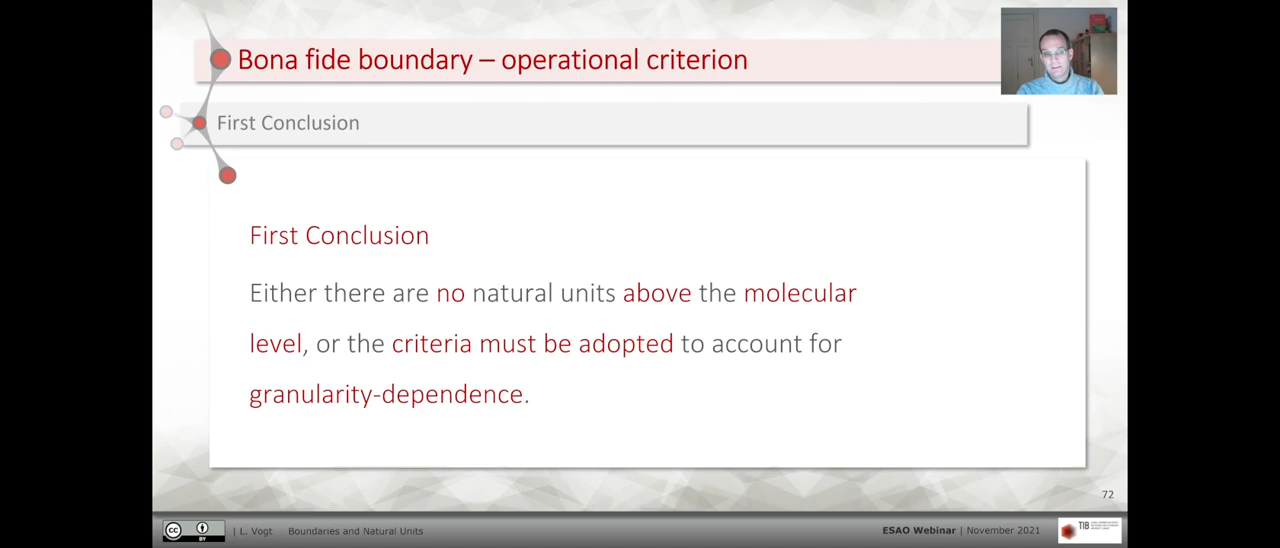 Bona fide boundary – operational criterion
First Conclusion
First Conclusion
Either there are no natural units above the molecular
level, or the criteria must be adopted to account for
granularity-dependence.
72
CC BY | L. Vogt Boundaries and Natural Units
ESAO Webinar | November 2021
TIB